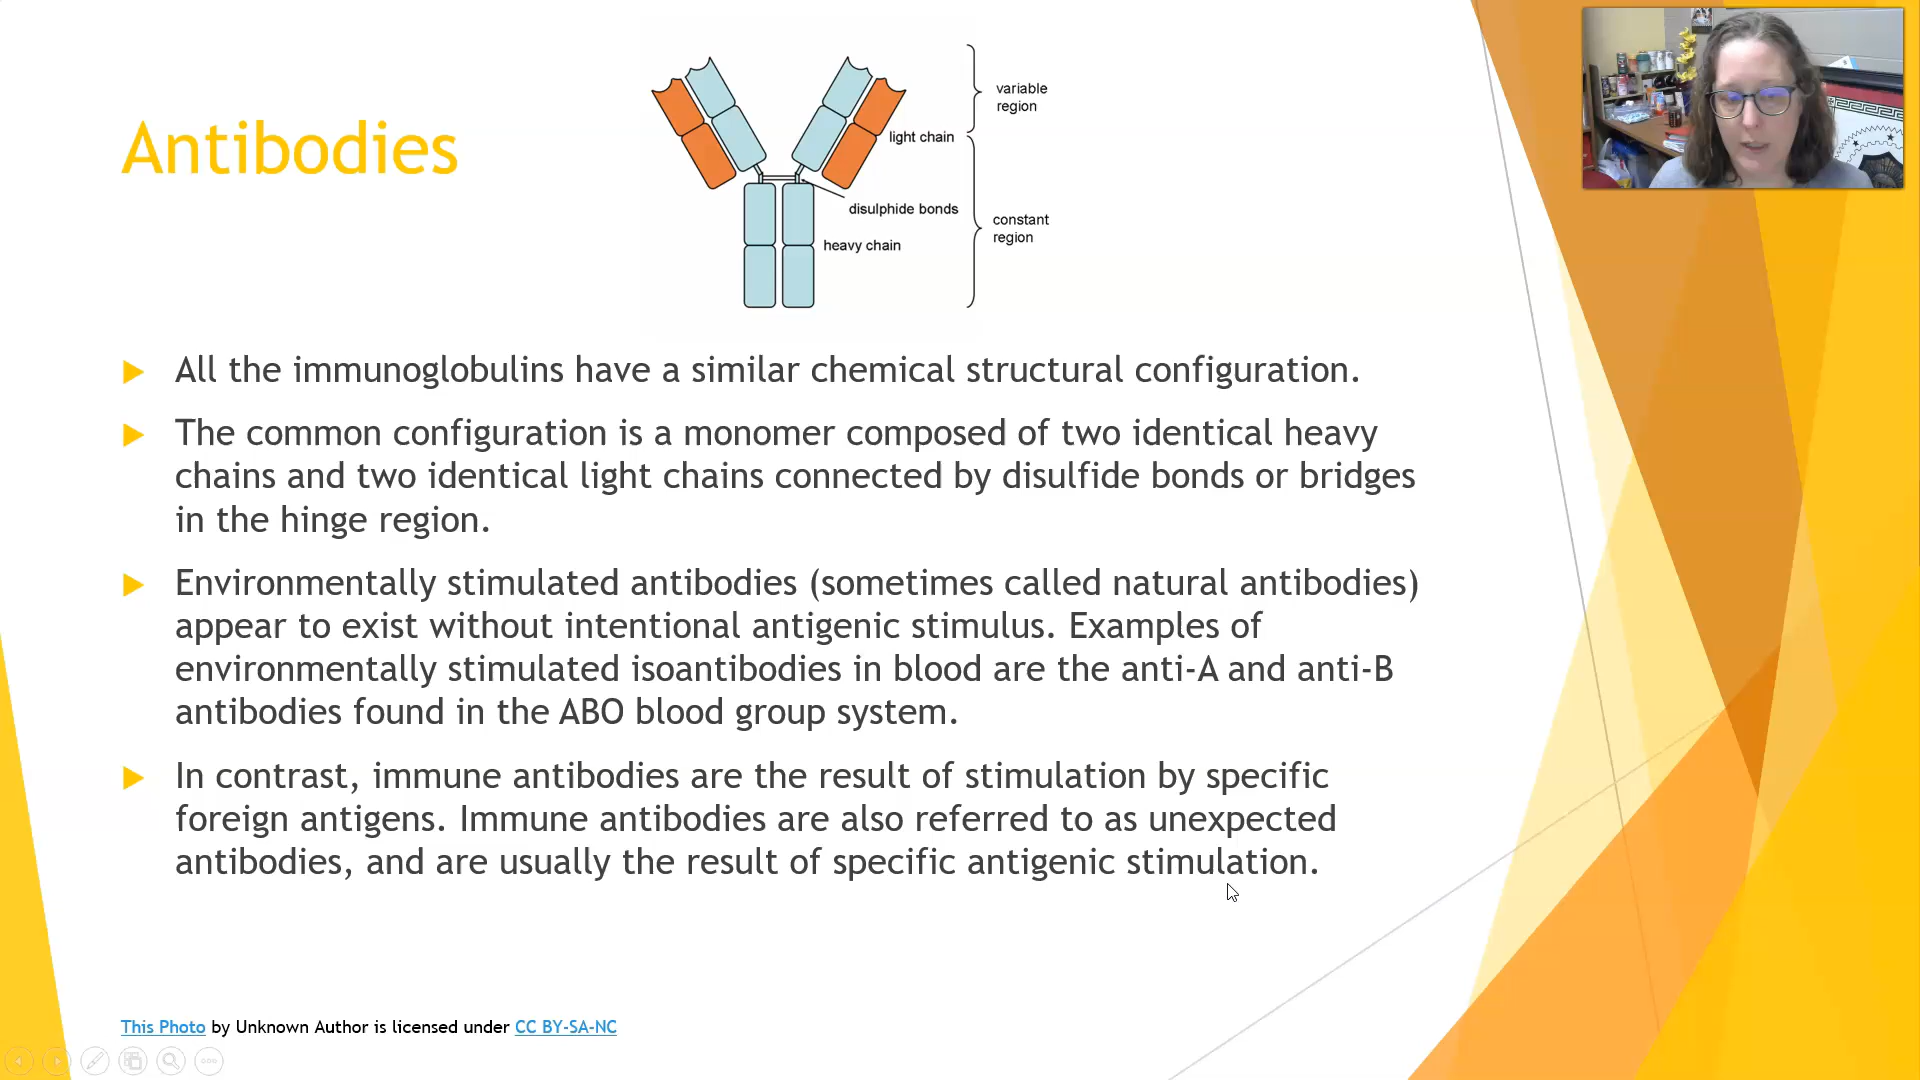 Antibodies
variable
region
light chain
disulphide bonds
constant
region
heavy chain
All the immunoglobulins have a similar chemical structural configuration.
The common configuration is a monomer composed of two identical heavy
chains and two identical light chains connected by disulfide bonds or bridges
in the hinge region.
Environmentally stimulated antibodies (sometimes called natural antibodies)
appear to exist without intentional antigenic stimulus. Examples of
environmentally stimulated isoantibodies in blood are the anti-A and anti-B
antibodies found in the ABO blood group system.
In contrast, immune antibodies are the result of stimulation by specific
foreign antigens. Immune antibodies are also referred to as unexpected
antibodies, and are usually the result of specific antigenic stimulation.
This Photo by Unknown Author is licensed under CC BY-SA-NC